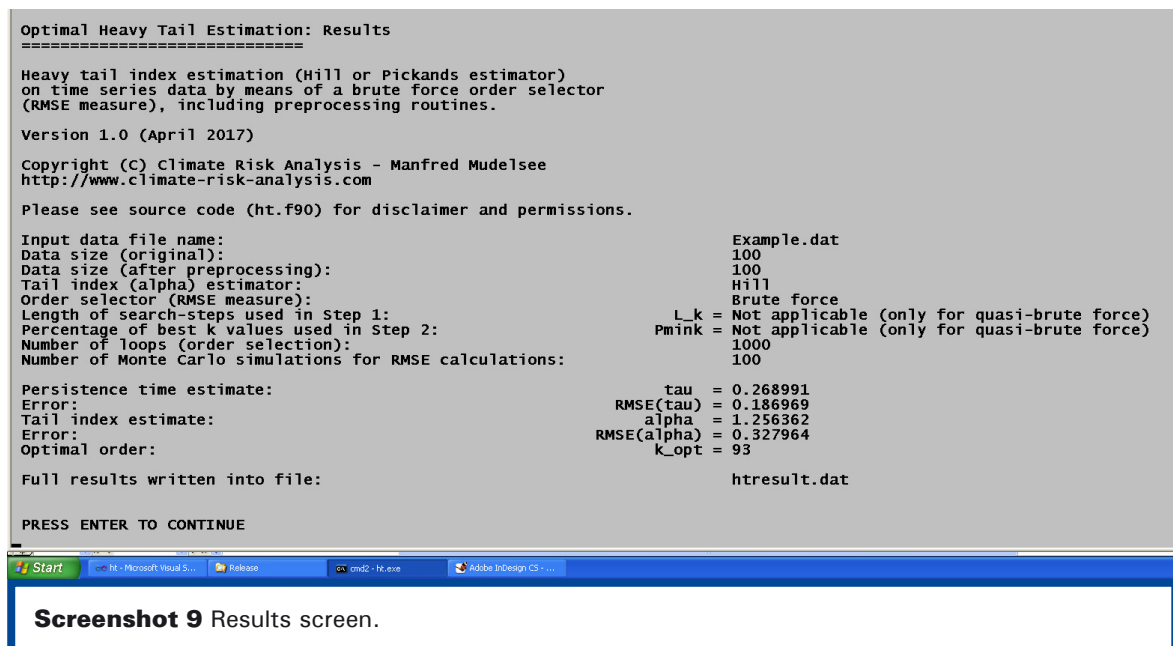 Optimal Heavy Tail Estimation: Results
=============================
Heavy tail index estimation (Hill or Pickands estimator)
on time series data by means of a brute force order selector
(RMSE measure), including preprocessing routines.
Version 1.0 (April 2017)
Copyright (C) Climate Risk Analysis - Manfred Mudelsee
http://www.climate-risk-analysis.com
Please see source code (ht.f90) for disclaimer and permissions.
Input data file name: Example.dat
Data size (original): 100
Data size (after preprocessing): 100
Tail index (alpha) estimator: Hill
Order selector (RMSE measure): Brute force
Length of search-steps used in Step 1: L_k = Not applicable (only for quasi-brute force)
Percentage of best k values used in Step 2: Pmink = Not applicable (only for quasi-brute force)
Number of loops (order selection): 1000
Number of Monte Carlo simulations for RMSE calculations: 100
Persistence time estimate: tau = 0.268991
Error: RMSE(tau) = 0.186969
Tail index estimate: alpha = 1.256362
Error: RMSE(alpha) = 0.327964
Optimal order: k_opt = 93
Full results written into file: htresult.dat
PRESS ENTER TO CONTINUE
Start ht - Microsoft Visual S... Release cmd2 - ht.exe Adobe InDesign CS - ...
Screenshot 9 Results screen.